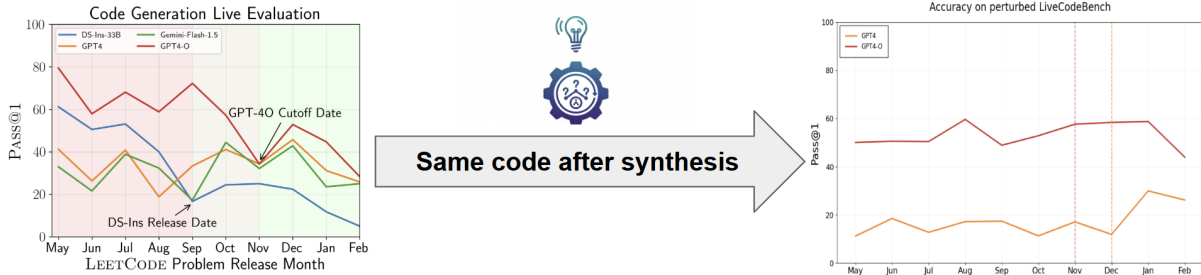 Code Generation Live Evaluation
100
80
60
40
20
0
PASS@1
DS-Ins-33B
GPT4
Gemini-Flash-1.5
GPT4-O
GPT-4O Cutoff Date
DS-Ins Release Date
May Jun Jul Aug Sep Oct Nov Dec Jan Feb
LEETCODE Problem Release Month
? ? ?
Same code after synthesis
Accuracy on perturbed LiveCodeBench
100
80
60
40
20
0
Pass@1
GPT4
GPT4-O
May Jun Jul Aug Sep Oct Nov Dec Jan Feb